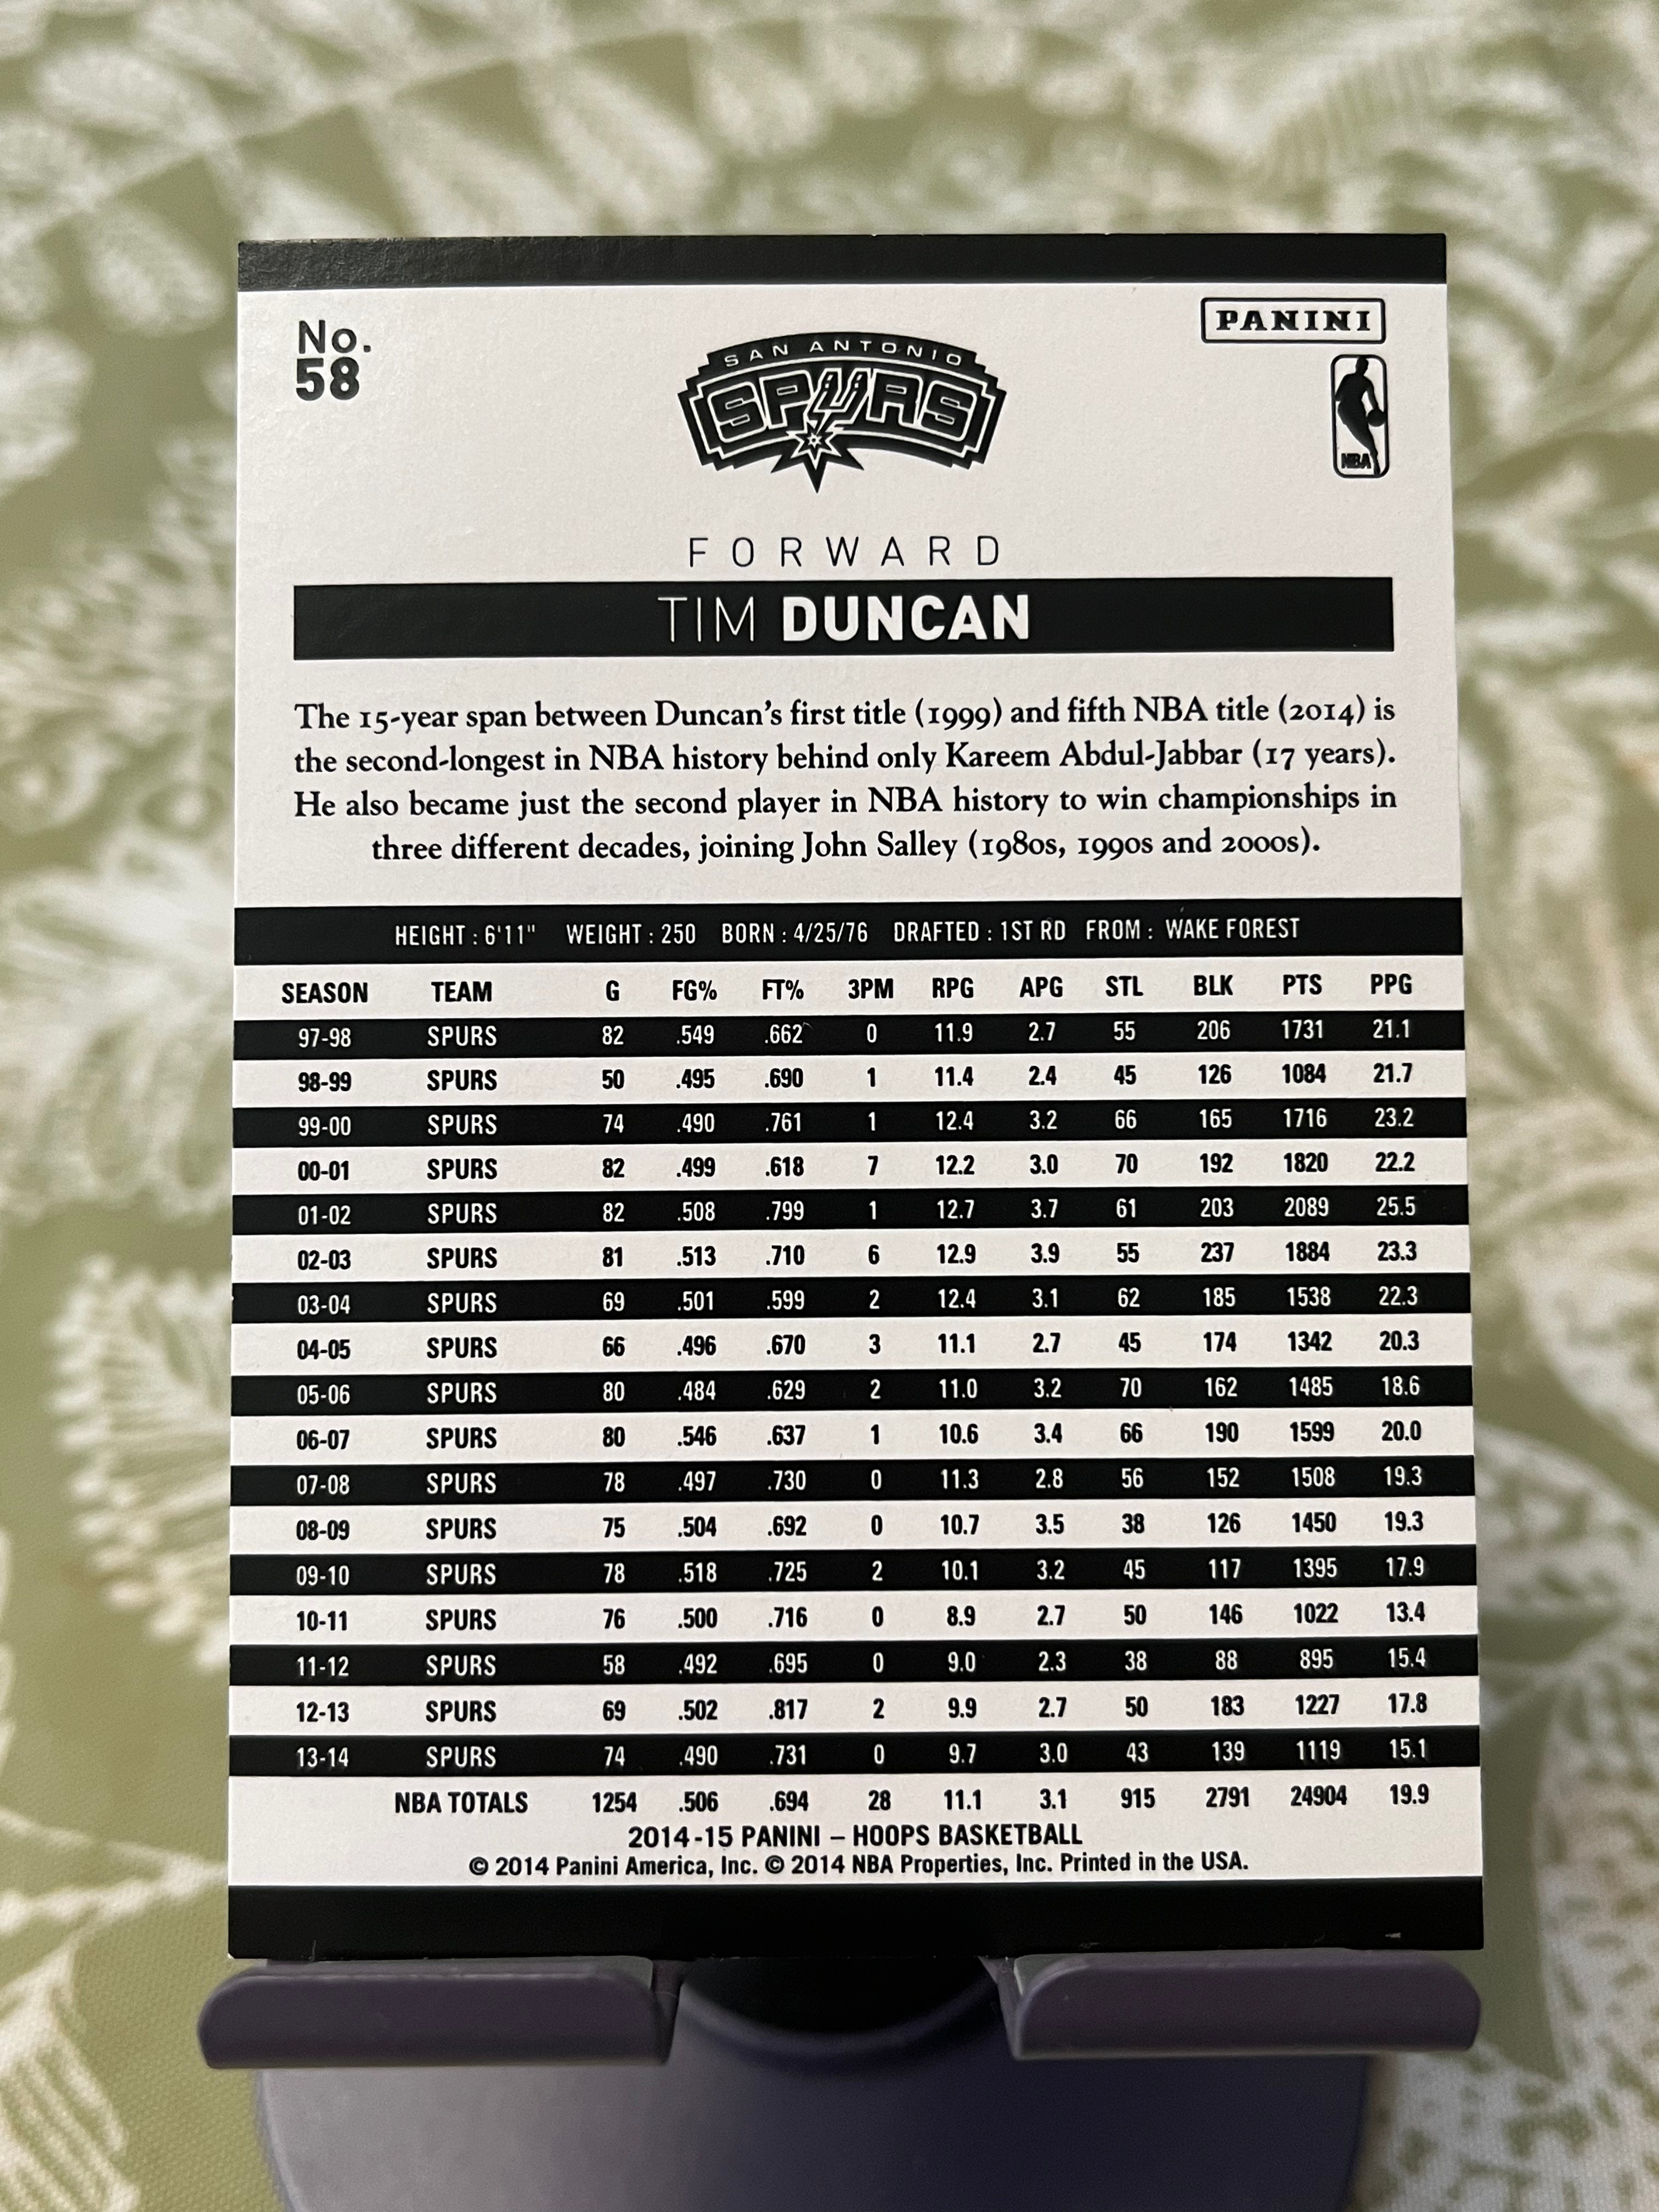 No.
58
PANINI
SAN ANTONIO
SPURS
NBA
FORWARD
TIM DUNCAN
The 15-year span between Duncan's first title (1999) and fifth NBA title (2014) is
the second-longest in NBA history behind only Kareem Abdul-Jabbar (17 years).
He also became just the second player in NBA history to win championships in
three different decades, joining John Salley (1980s, 1990s and 2000s).
HEIGHT : 6'11" WEIGHT : 250 BORN : 4/25/76 DRAFTED : 1ST RD FROM : WAKE FOREST
SEASON TEAM G FG% FT% 3PM RPG APG STL BLK PTS PPG
97-98 SPURS 82 .549 .662 0 11.9 2.7 55 206 1731 21.1
98-99 SPURS 50 .495 .690 1 11.4 2.4 45 126 1084 21.7
99-00 SPURS 74 .490 .761 1 12.4 3.2 66 165 1716 23.2
00-01 SPURS 82 .499 .618 7 12.2 3.0 70 192 1820 22.2
01-02 SPURS 82 .508 .799 1 12.7 3.7 61 203 2089 25.5
02-03 SPURS 81 .513 .710 6 12.9 3.9 55 237 1884 23.3
03-04 SPURS 69 .501 .599 2 12.4 3.1 62 185 1538 22.3
04-05 SPURS 66 .496 .670 3 11.1 2.7 45 174 1342 20.3
05-06 SPURS 80 .484 .629 2 11.0 3.2 70 162 1485 18.6
06-07 SPURS 80 .546 .637 1 10.6 3.4 66 190 1599 20.0
07-08 SPURS 78 .497 .730 0 11.3 2.8 56 152 1508 19.3
08-09 SPURS 75 .504 .692 0 10.7 3.5 38 126 1450 19.3
09-10 SPURS 78 .518 .725 2 10.1 3.2 45 117 1395 17.9
10-11 SPURS 76 .500 .716 0 8.9 2.7 50 146 1022 13.4
11-12 SPURS 58 .492 .695 0 9.0 2.3 38 88 895 15.4
12-13 SPURS 69 .502 .817 2 9.9 2.7 50 183 1227 17.8
13-14 SPURS 74 .490 .731 0 9.7 3.0 43 139 1119 15.1
NBA TOTALS 1254 .506 .694 28 11.1 3.1 915 2791 24904 19.9
2014-15 PANINI – HOOPS BASKETBALL
© 2014 Panini America, Inc. © 2014 NBA Properties, Inc. Printed in the USA.